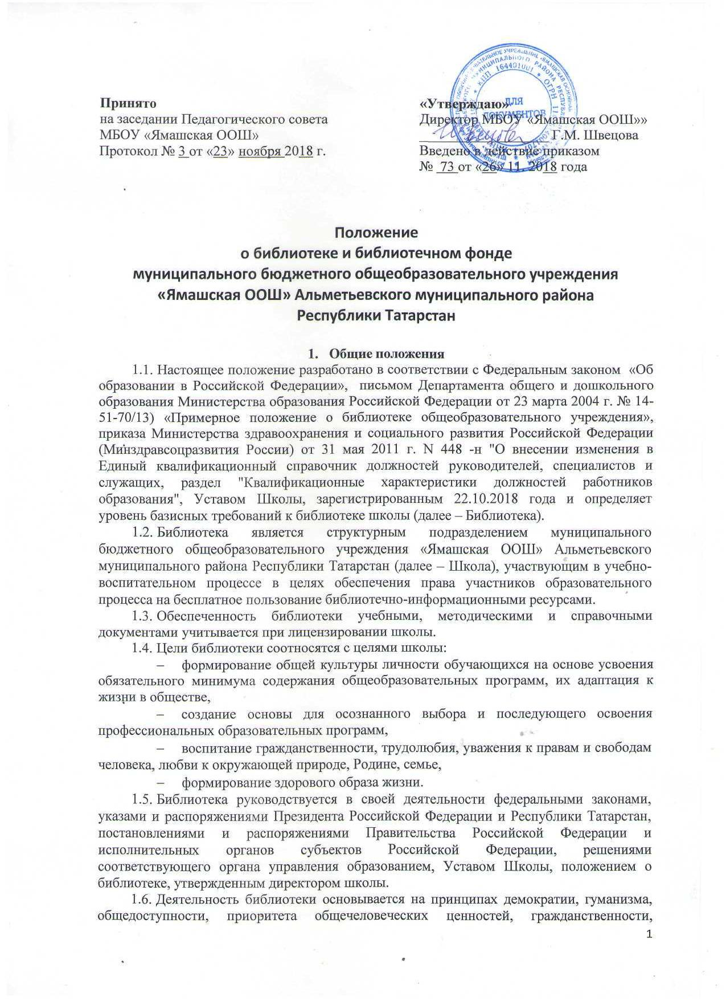 Принято
на заседании Педагогического совета
МБОУ «Ямашская ООШ»
Протокол № 3 от «23» ноября 2018 г.
«Утверждаю»
Директор МБОУ «Ямашская ООШ»»
Г.М. Швецова
Введено в действие приказом
№ 73 от «26» 11. 2018 года
КПП 164401001 * ОГРН
ДЛЯ
ДОКУМЕНТОВ
Положение
о библиотеке и библиотечном фонде
муниципального бюджетного общеобразовательного учреждения
«Ямашская ООШ» Альметьевского муниципального района
Республики Татарстан
1. Общие положения
1.1. Настоящее положение разработано в соответствии с Федеральным законом «Об
образовании в Российской Федерации», письмом Департамента общего и дошкольного
образования Министерства образования Российской Федерации от 23 марта 2004 г. № 14-
51-70/13) «Примерное положение о библиотеке общеобразовательного учреждения»,
приказа Министерства здравоохранения и социального развития Российской Федерации
(Минздравсоцразвития России) от 31 мая 2011 г. N 448 -н "О внесении изменения в
Единый квалификационный справочник должностей руководителей, специалистов и
служащих, раздел "Квалификационные характеристики должностей работников
образования", Уставом Школы, зарегистрированным 22.10.2018 года и определяет
уровень базисных требований к библиотеке школы (далее – Библиотека).
1.2. Библиотека является структурным подразделением муниципального
бюджетного общеобразовательного учреждения «Ямашская ООШ» Альметьевского
муниципального района Республики Татарстан (далее – Школа), участвующим в учебно-
воспитательном процессе в целях обеспечения права участников образовательного
процесса на бесплатное пользование библиотечно-информационными ресурсами.
1.3. Обеспеченность библиотеки учебными, методическими и справочными
документами учитывается при лицензировании школы.
1.4. Цели библиотеки соотносятся с целями школы:
– формирование общей культуры личности обучающихся на основе усвоения
обязательного минимума содержания общеобразовательных программ, их адаптация к
жизни в обществе,
– создание основы для осознанного выбора и последующего освоения
профессиональных образовательных программ,
– воспитание гражданственности, трудолюбия, уважения к правам и свободам
человека, любви к окружающей природе, Родине, семье,
– формирование здорового образа жизни.
1.5. Библиотека руководствуется в своей деятельности федеральными законами,
указами и распоряжениями Президента Российской Федерации и Республики Татарстан,
постановлениями и распоряжениями Правительства Российской Федерации и
исполнительных органов субъектов Российской Федерации, решениями
соответствующего органа управления образованием, Уставом Школы, положением о
библиотеке, утвержденным директором школы.
1.6. Деятельность библиотеки основывается на принципах демократии, гуманизма,
общедоступности, приоритета общечеловеческих ценностей, гражданственности,
1